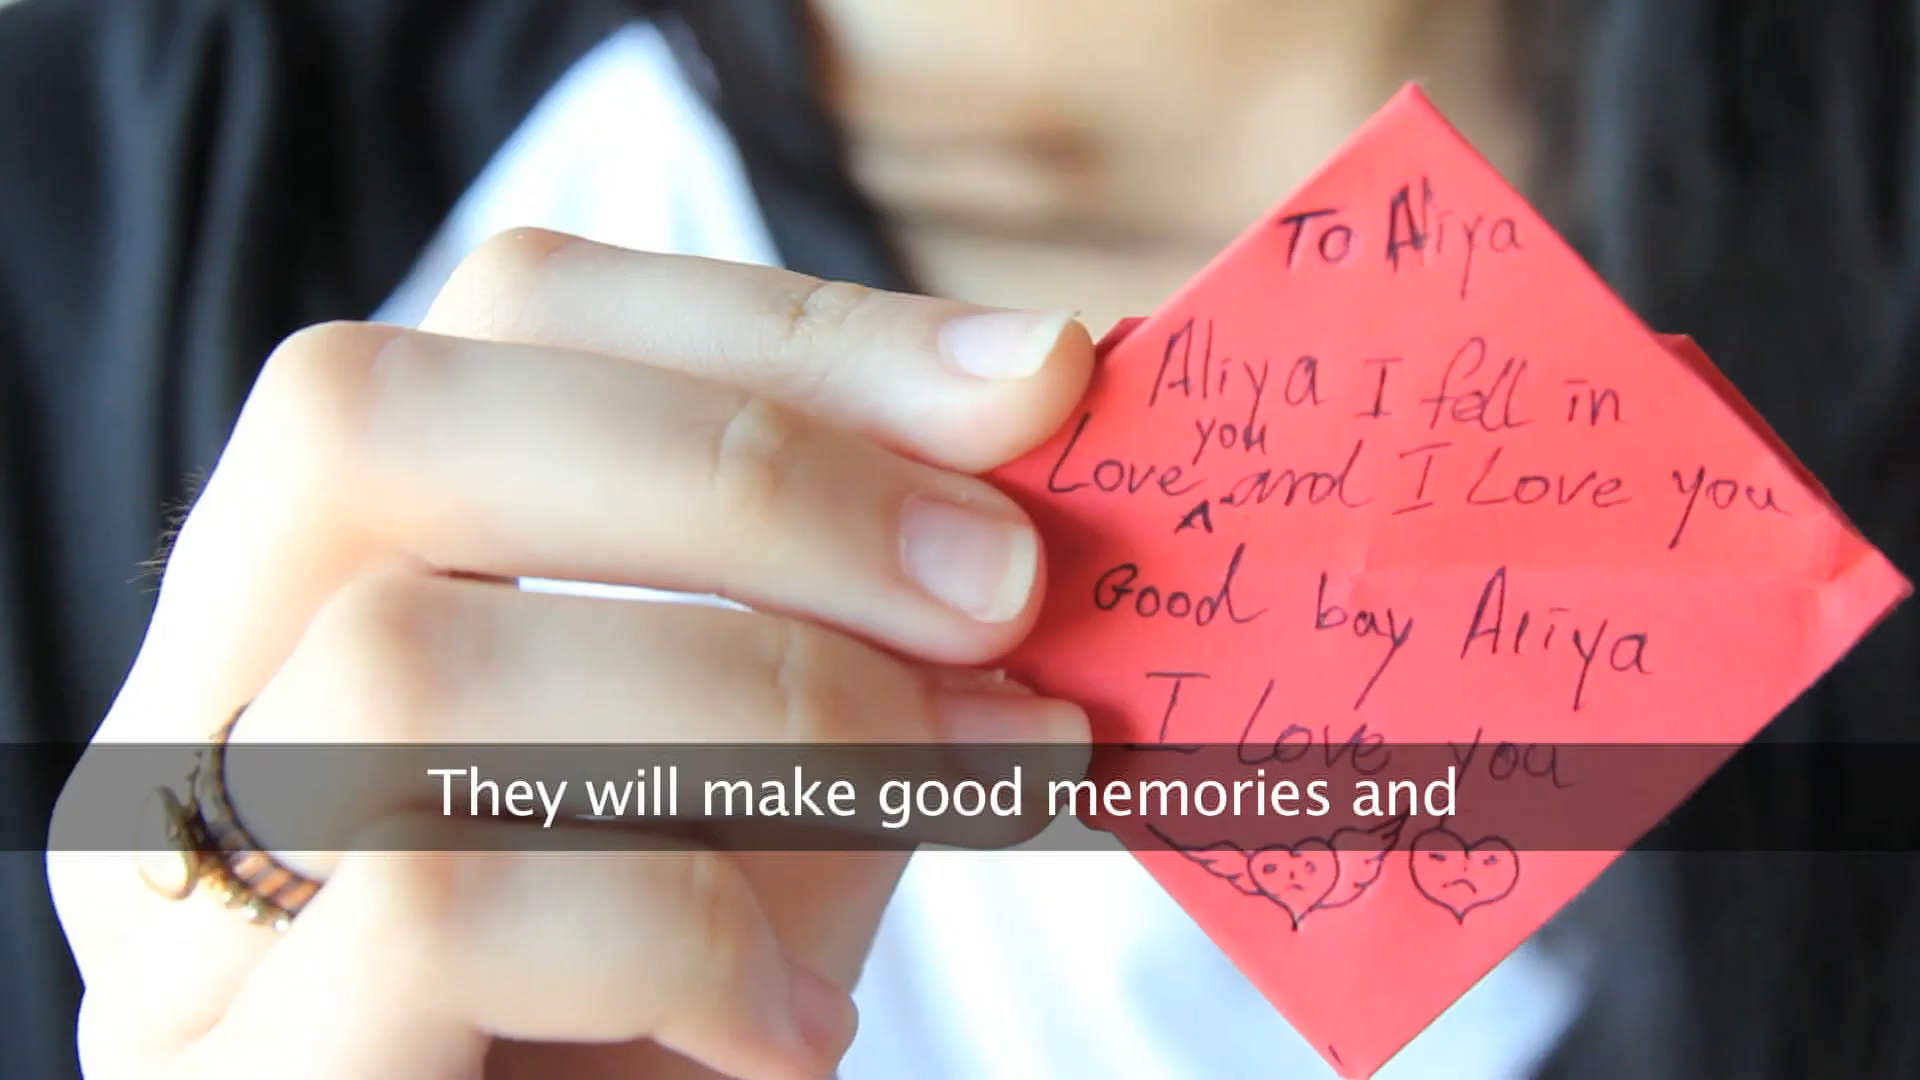 To Aliya
Aliya I fell in
you
Love and I Love you
Good bay Aliya
I Love you
They will make good memories and